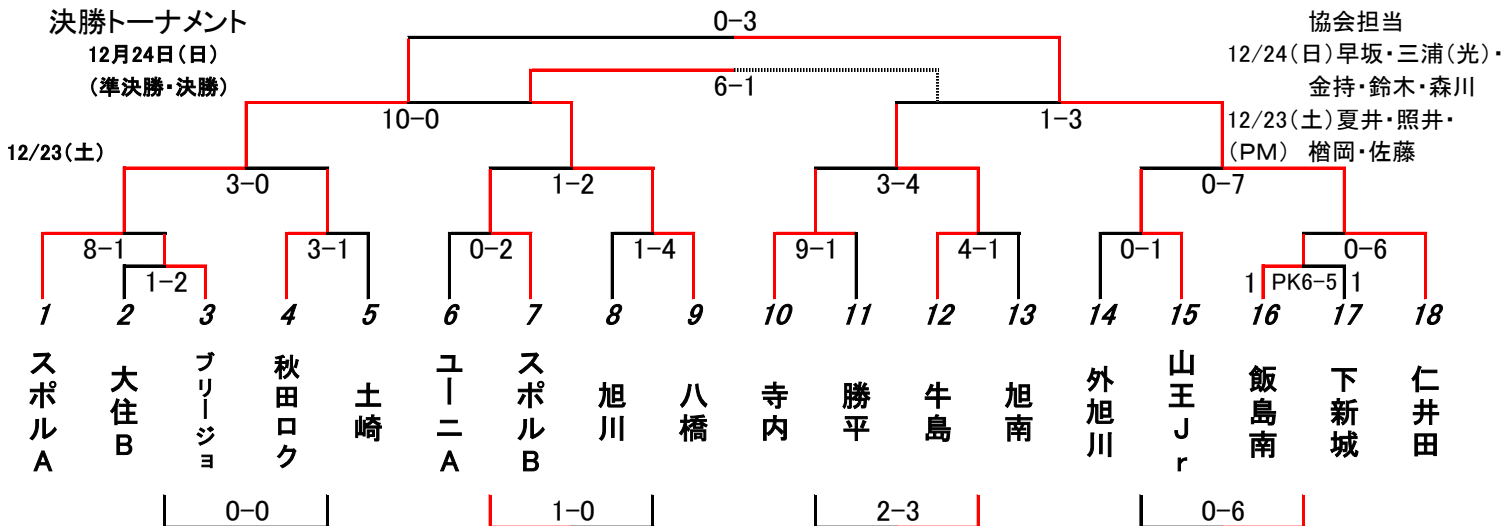 決勝トーナメント
12月24日(日)
(準決勝・決勝)
0-3
協会担当
12/24(日)早坂・三浦(光)・
金持・鈴木・森川
12/23(土)夏井・照井・
(PM) 楢岡・佐藤
6-1
10-0
1-3
12/23(土)
3-0
1-2
3-4
0-7
8-1
3-1
0-2
1-4
9-1
4-1
0-1
0-6
1-2
1 PK6-5 1
1 2 3 4 5 6 7 8 9 10 11 12 13 14 15 16 17 18
スポルA
大住B
ブリージョ
秋田ロク
土崎
ユーニA
スポルB
旭川
八橋
寺内
勝平
牛島
旭南
外旭川
山王Jr
飯島南
下新城
仁井田
0-0
1-0
2-3
0-6